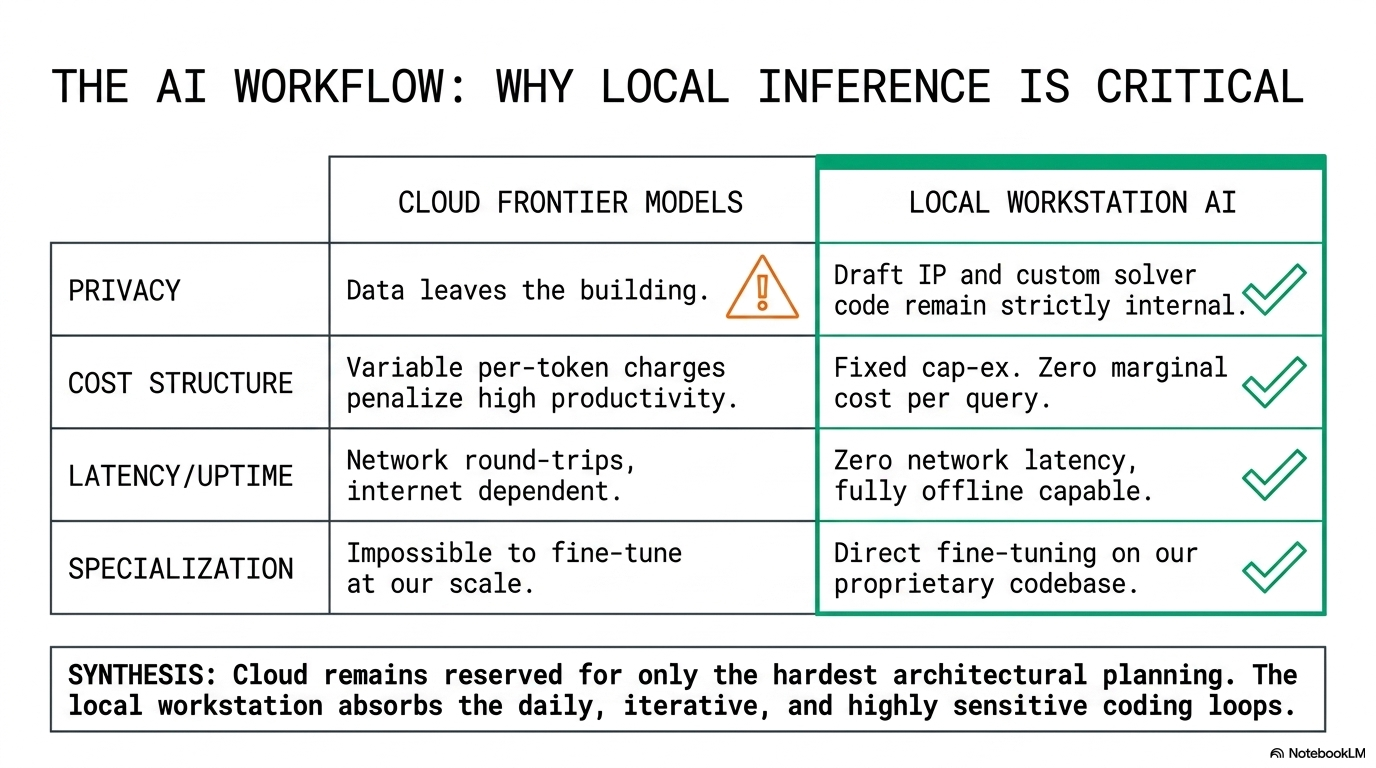 THE AI WORKFLOW: WHY LOCAL INFERENCE IS CRITICAL
CLOUD FRONTIER MODELS
LOCAL WORKSTATION AI
PRIVACY
Data leaves the building.
Draft IP and custom solver
code remain strictly internal.
COST STRUCTURE
Variable per-token charges
penalize high productivity.
Fixed cap-ex. Zero marginal
cost per query.
LATENCY/UPTIME
Network round-trips,
internet dependent.
Zero network latency,
fully offline capable.
SPECIALIZATION
Impossible to fine-tune
at our scale.
Direct fine-tuning on our
proprietary codebase.
SYNTHESIS: Cloud remains reserved for only the hardest architectural planning. The
local workstation absorbs the daily, iterative, and highly sensitive coding loops.
NotebookLM